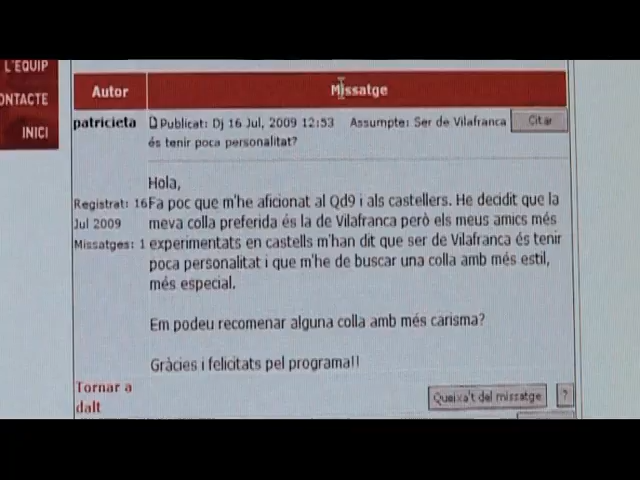 L'EQUIP
ONTACTE
INICI
Autor
Missatge
patricieta
Publicat: Dj 16 Jul, 2009 12:53 Assumpte: Ser de Vilafranca
és tenir poca personalitat?
Citar
Registrat: 16
Jul 2009
Missatges: 1
Hola,
Fa poc que m'he aficionat al Qd9 i als castellers. He decidit que la
meva colla preferida és la de Vilafranca però els meus amics més
experimentats en castells m'han dit que ser de Vilafranca és tenir
poca personalitat i que m'he de buscar una colla amb més estil,
més especial.
Em podeu recomenar alguna colla amb més carisma?
Gràcies i felicitats pel programa!!
Tornar a
dalt
Queixa't del missatge
?